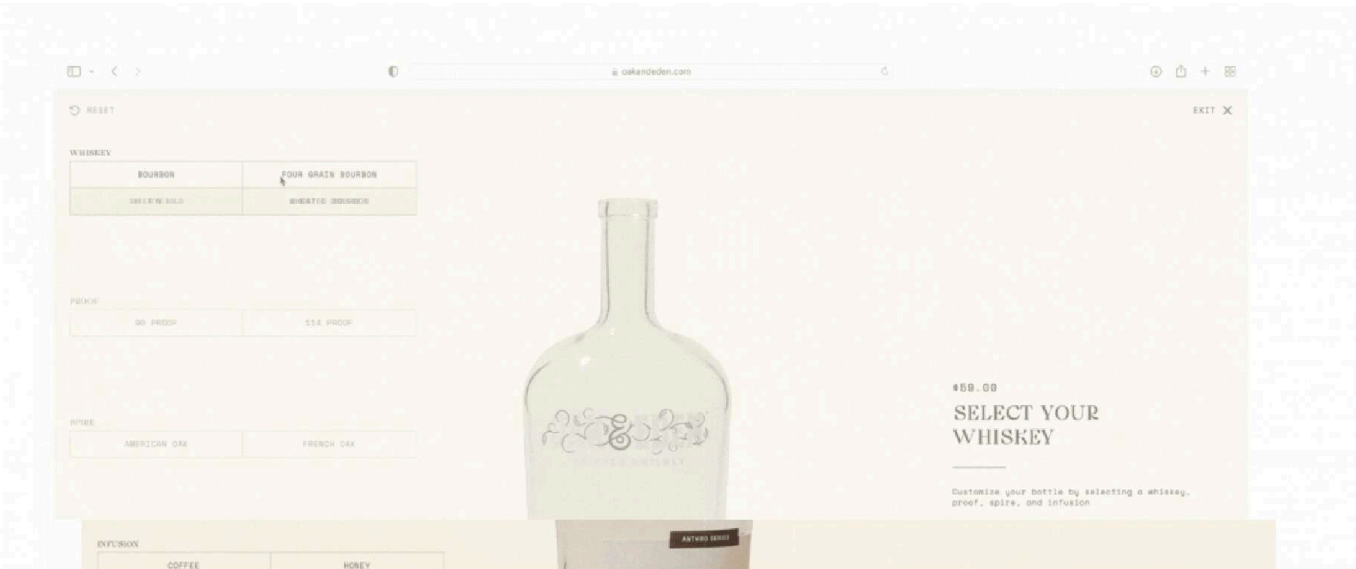 oakandeden.com
RESET
EXIT
WHISKEY
BOURBON
FOUR GRAIN BOURBON
WHEATED BOURBON
PROOF
90 PROOF
114 PROOF
SPIRE
AMERICAN OAK
FRENCH OAK
&
$59.00
SELECT YOUR
WHISKEY
Customize your bottle by selecting a whiskey,
proof, spire, and infusion
INFUSION
COFFEE
HONEY
ANTHRO SERIES